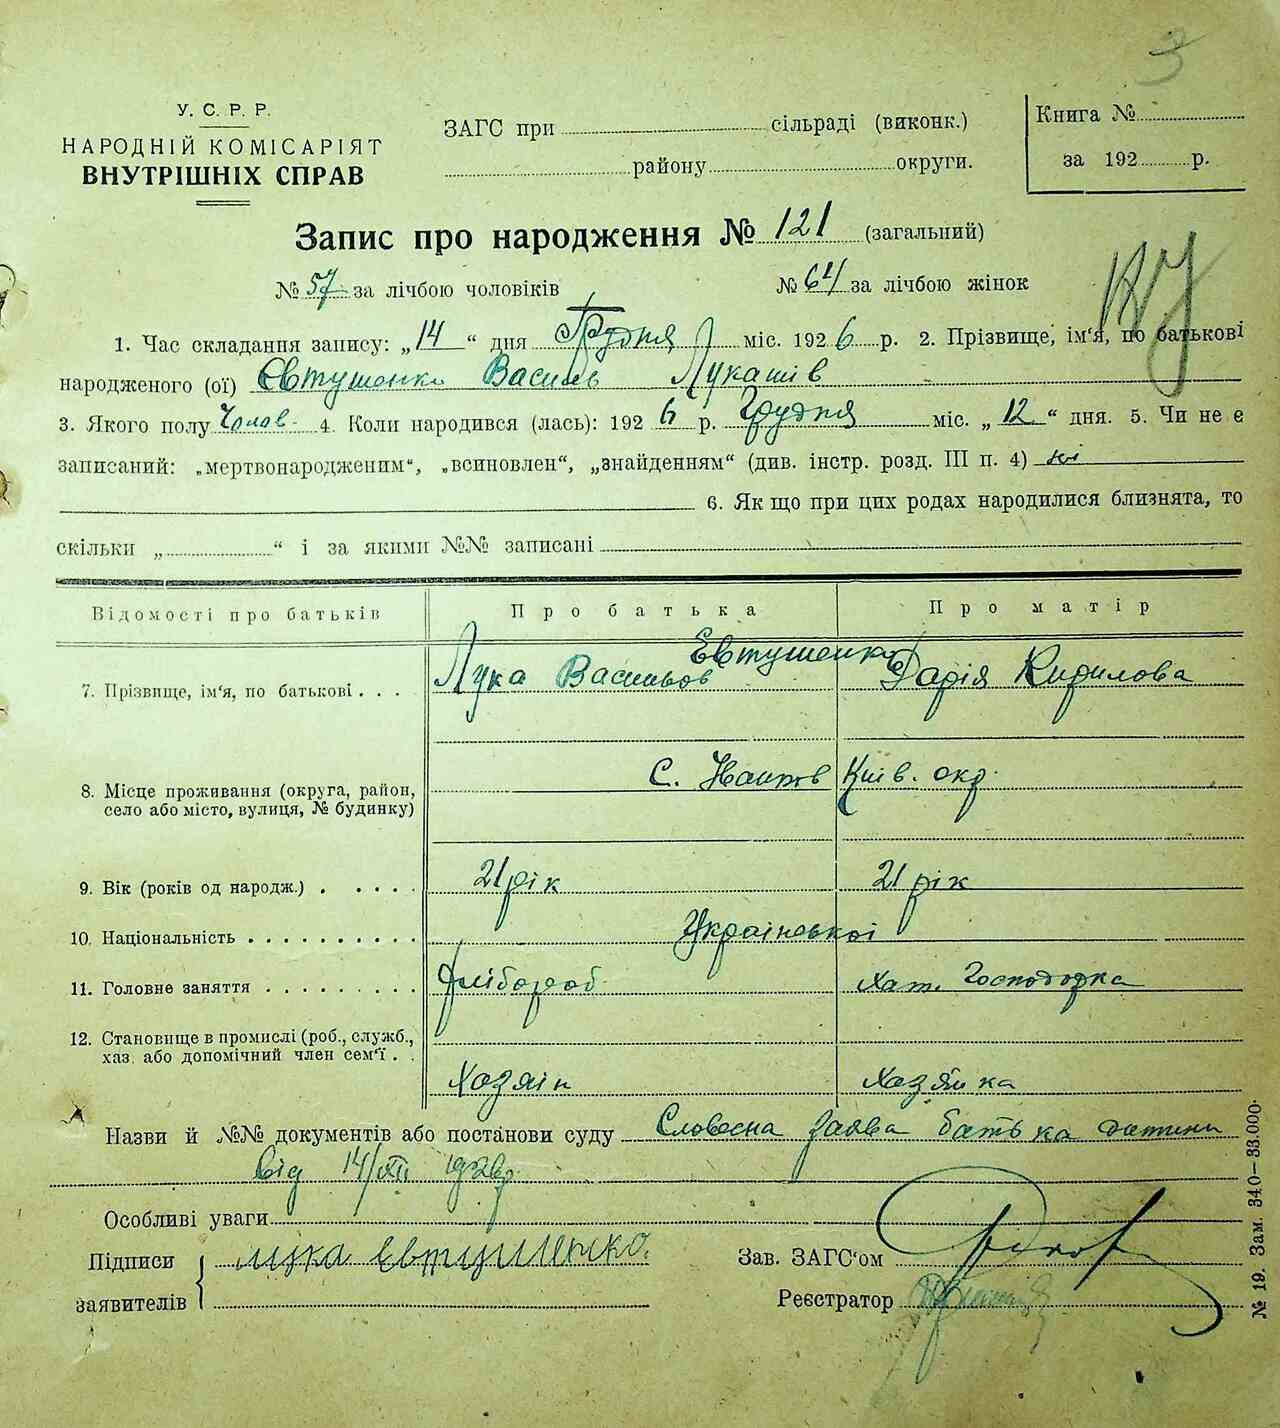 3
У. С. Р. Р.
НАРОДНІЙ КОМІСАРІЯТ
ВНУТРІШНІХ СПРАВ
ЗАГС при сільраді (виконк.)
району округи.
Книга №
за 192 р.
Запис про народження № 121 (загальний)
№ 57 за лічбою чоловіків № 64 за лічбою жінок
1. Час складання запису: „14“ дня Грудня міс. 1926 р. 2. Прізвище, ім‘я, по батькові
народженого (ої) Євтушенко Василь Лукашів
3. Якого полу Чолов. 4. Коли народився (лась): 1926 р. Грудня міс. „12“ дня. 5. Чи не є
записаний: „мертвонародженим“, „всиновлен“, „знайденням“ (див. інстр. розд. III п. 4) ні
6. Як що при цих родах народилися близнята, то
скільки „ “ і за якими №№ записані
Відомості про батьків Про батька Про матір
Евтушенко
7. Прізвище, ім‘я, по батькові . . . Лука Васильов Дарія Кирилова
8. Місце проживання (округа, район, село або місто, вулиця, № будинку) С. Київ. окр.
9. Вік (років од народж.) . . . . . 21 рік 21 рік
10. Національність . . . . . . . . . . Української
11. Головне заняття . . . . . . . . . Хлібороб Хат. Господорка
12. Становище в промислі (роб., служб.,
хаз. або допомічний член сем‘ї . .
Хозяін Хозяйка
Назви й №№ документів або постанови суду Словесна заява батька дитини
від 14/XII 1926р.
Особливі уваги
Підписи Лука Евтушенко. Зав. ЗАГС‘ом
заявителів Реєстратор
№ 19. Зам. 340—33.000.